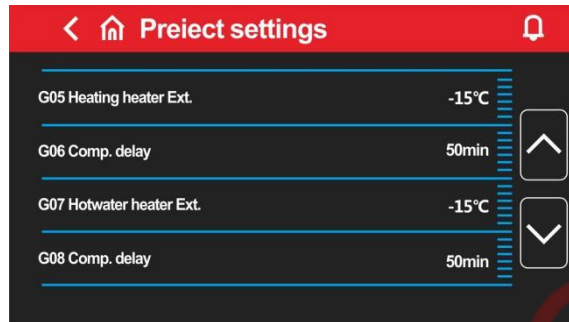 Preiect settings
G05 Heating heater Ext. -15℃
G06 Comp. delay 50min
G07 Hotwater heater Ext. -15℃
G08 Comp. delay 50min